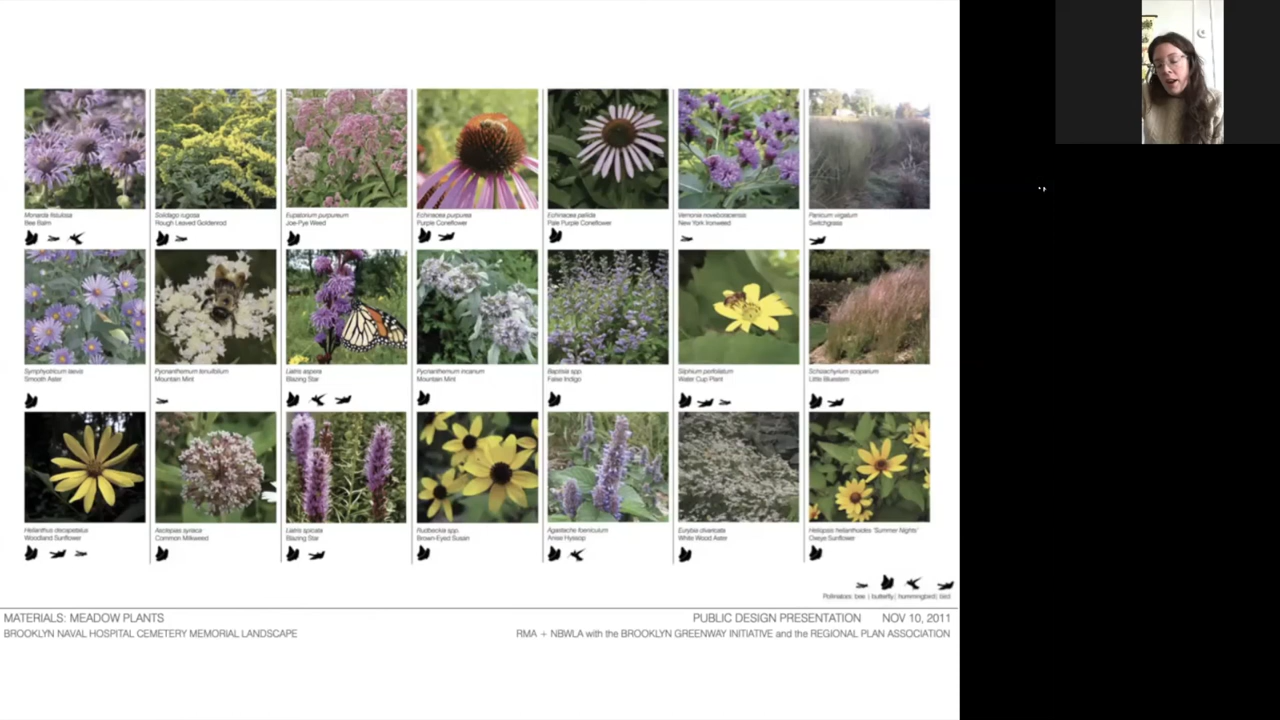 Monarda fistulosa
Bee Balm
Solidago rugosa
Rough Leaved Goldenrod
Eupatorium purpureum
Joe-Pye Weed
Echinacea purpurea
Purple Coneflower
Echinacea pallida
Pale Purple Coneflower
Vernonia noveboracensis
New York Ironweed
Panicum virgatum
Switchgrass
Symphyotricum laevis
Smooth Aster
Pycnanthemum tenuifolium
Mountain Mint
Liatris aspera
Blazing Star
Pycnanthemum incanum
Mountain Mint
Baptisia spp.
False Indigo
Silphium perfoliatum
Water Cup Plant
Schizachyrium scoparium
Little Bluestem
Helianthus decapetalus
Woodland Sunflower
Asclepias syriaca
Common Milkweed
Liatris spicata
Blazing Star
Rudbeckia spp.
Brown-Eyed Susan
Agastache foeniculum
Anise Hyssop
Eurybia divaricata
White Wood Aster
Heliopsis helianthoides 'Summer Nights'
Oxeye Sunflower
Pollinators: bee | butterfly | hummingbird | bird
MATERIALS: MEADOW PLANTS
PUBLIC DESIGN PRESENTATION NOV 10, 2011
BROOKLYN NAVAL HOSPITAL CEMETERY MEMORIAL LANDSCAPE
RMA + NBWLA with the BROOKLYN GREENWAY INITIATIVE and the REGIONAL PLAN ASSOCIATION